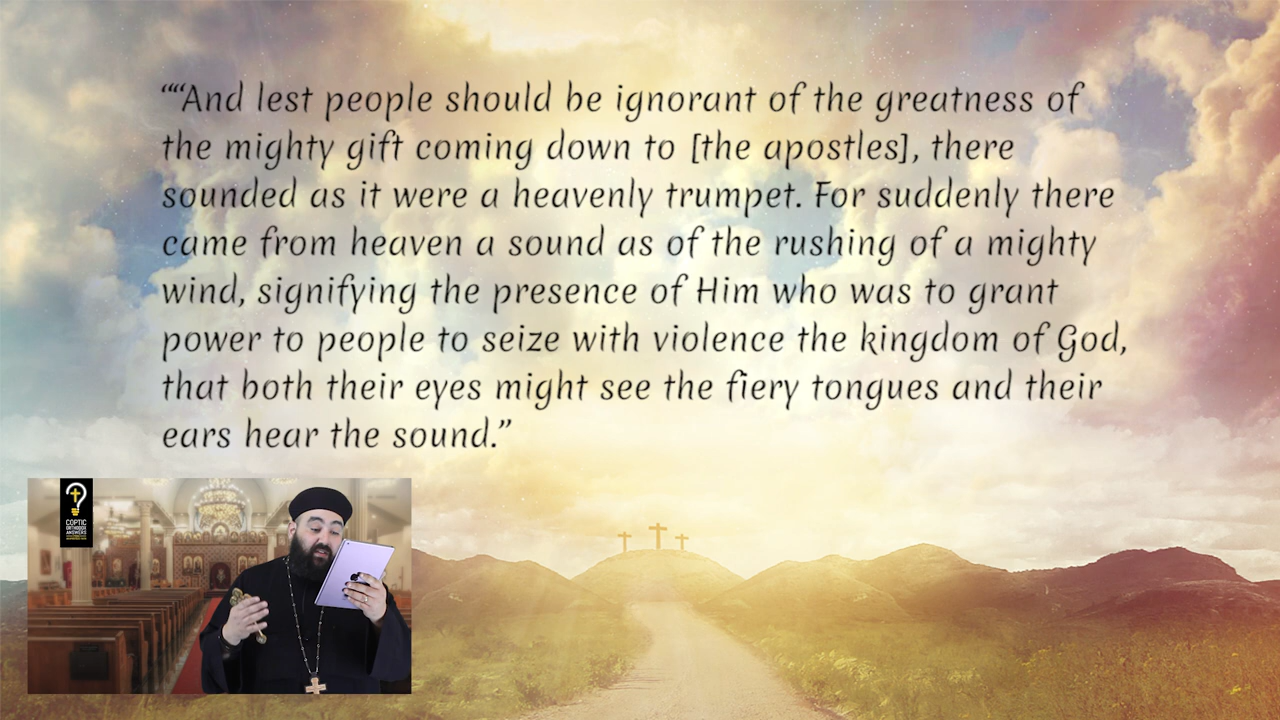 ““And lest people should be ignorant of the greatness of
the mighty gift coming down to [the apostles], there
sounded as it were a heavenly trumpet. For suddenly there
came from heaven a sound as of the rushing of a mighty
wind, signifying the presence of Him who was to grant
power to people to seize with violence the kingdom of God,
that both their eyes might see the fiery tongues and their
ears hear the sound.”
COPTIC
ORTHODOX
ANSWERS